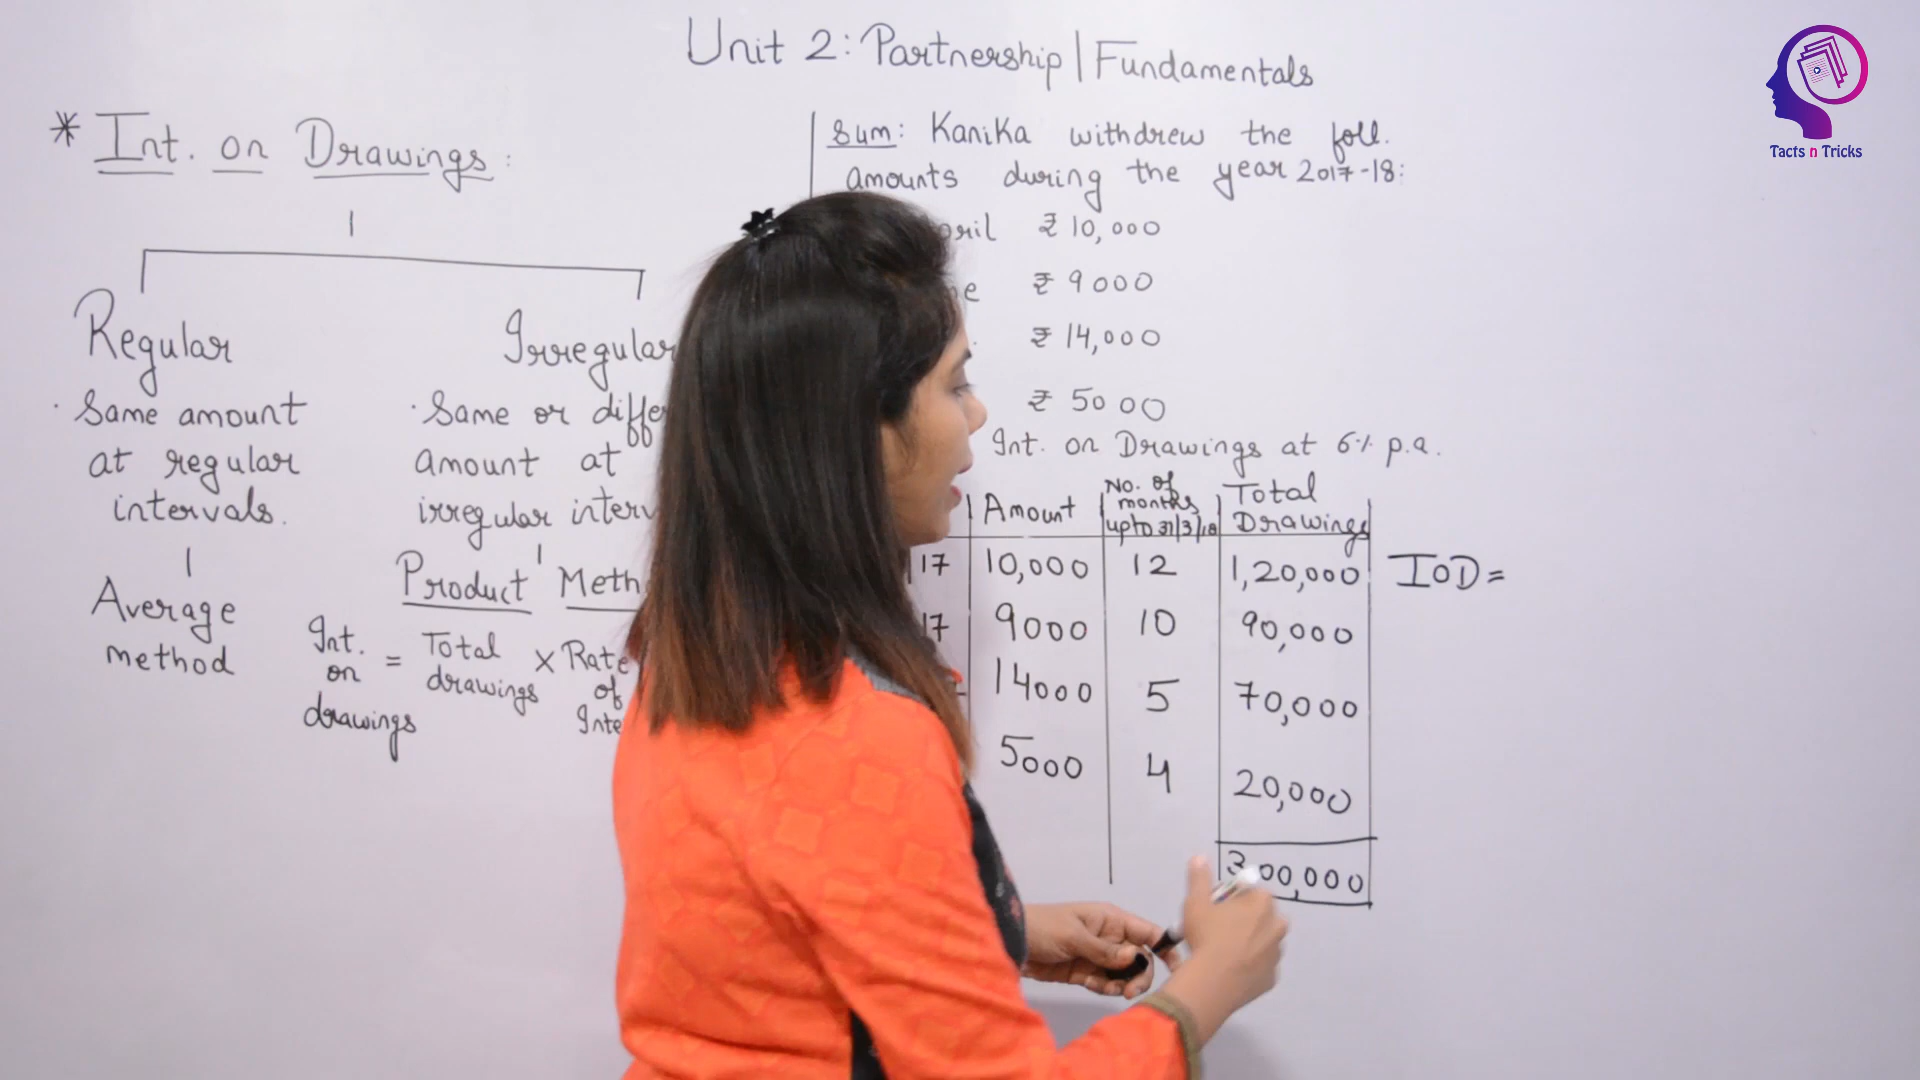 Unit 2: Partnership | Fundamentals
Tacts n Tricks
* Int. on Drawings:
Regular
· Same amount
at regular
intervals.
Average
method
Irregular
· Same or
amount at
irregular
Product
Int. on drawings = Total drawings × Rate of
Sum: Kanika withdrew the foll.
amounts during the year 2017-18:
₹ 10,000
₹ 9000
₹ 14,000
₹ 5000
Int. on Drawings at 6% p.a.
Amount | No. of months upto 31/3/18 | Total Drawings
17 | 10,000 | 12 | 1,20,000
17 | 9000 | 10 | 90,000
14000 | 5 | 70,000
5000 | 4 | 20,000
300,000
IOD =